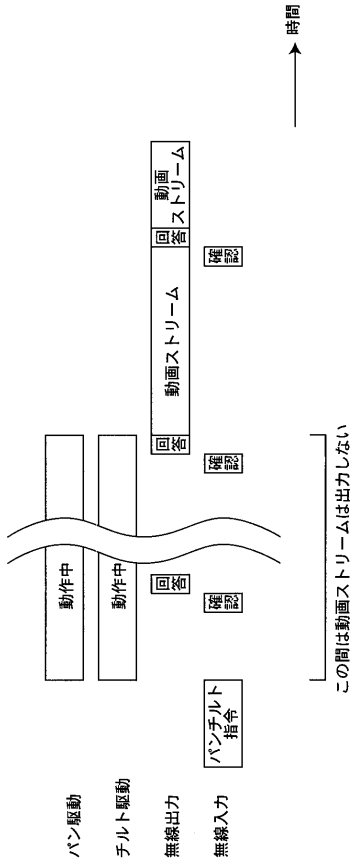 パン駆動
動作中
チルト駆動
動作中
無線出力
回答
回答
動画ストリーム
回答
動画
ストリーム
無線入力
パンチルト
指令
確認
確認
確認
この間は動画ストリームは出力しない
時間